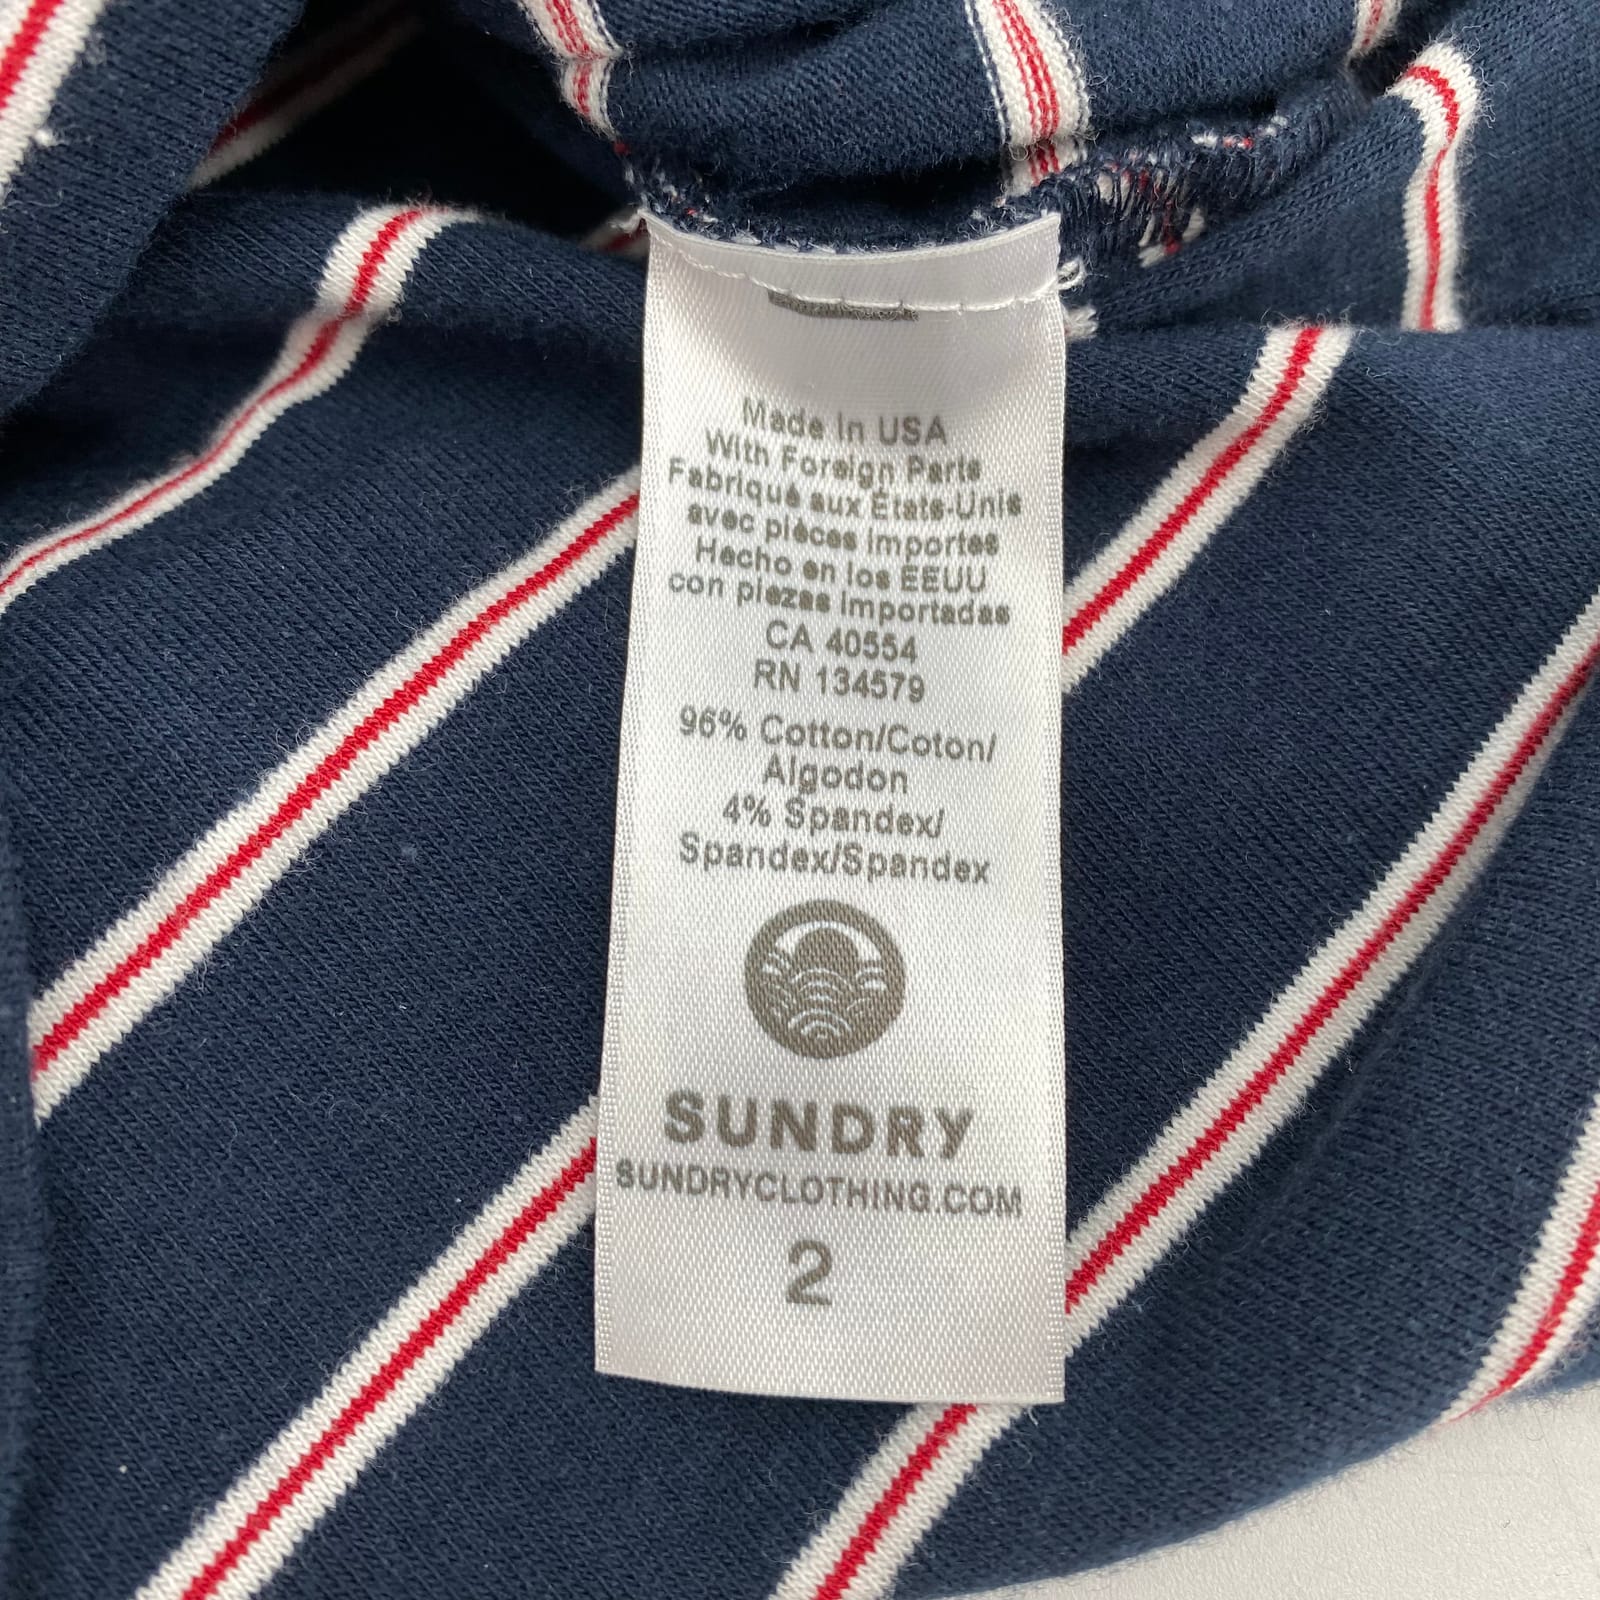 Made in USA
With Foreign Parts
Fabriqué aux États-Unis
avec pièces importes
Hecho en los EEUU
con piezas importadas
CA 40554
RN 134579
96% Cotton/Coton/
Algodon
4% Spandex/
Spandex/Spandex
SUNDRY
SUNDRYCLOTHING.COM
2